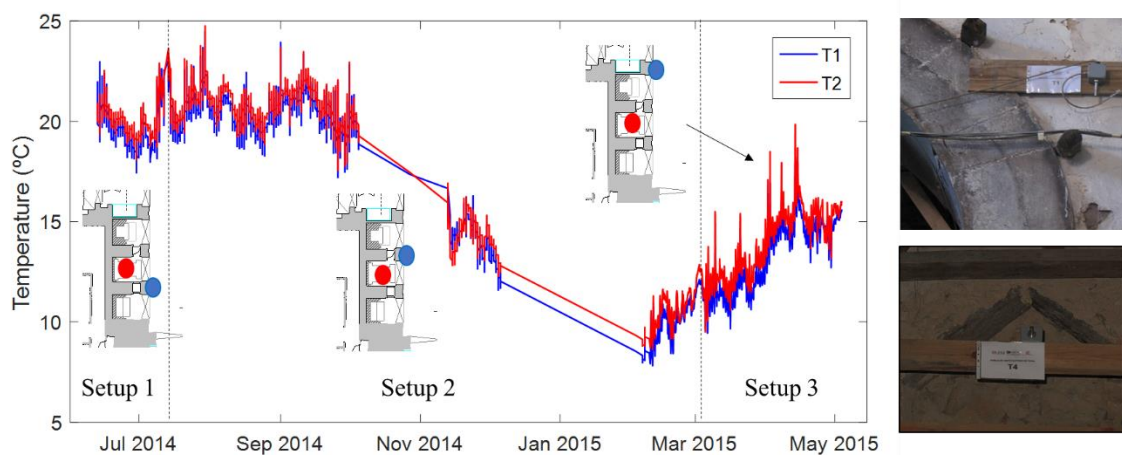 25
20
15
10
5
Temperature (ºC)
T1
T2
Setup 1
Setup 2
Setup 3
Jul 2014
Sep 2014
Nov 2014
Jan 2015
Mar 2015
May 2015
T4